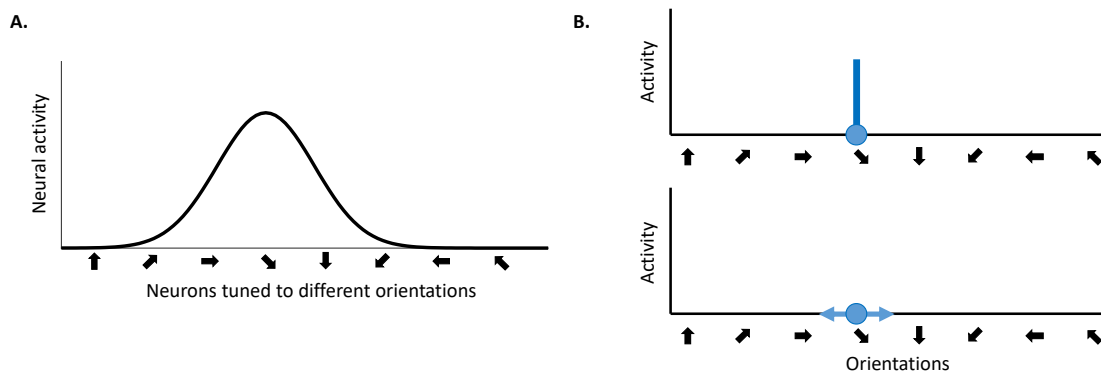 A.
Neural activity
Neurons tuned to different orientations
B.
Activity
Activity
Orientations